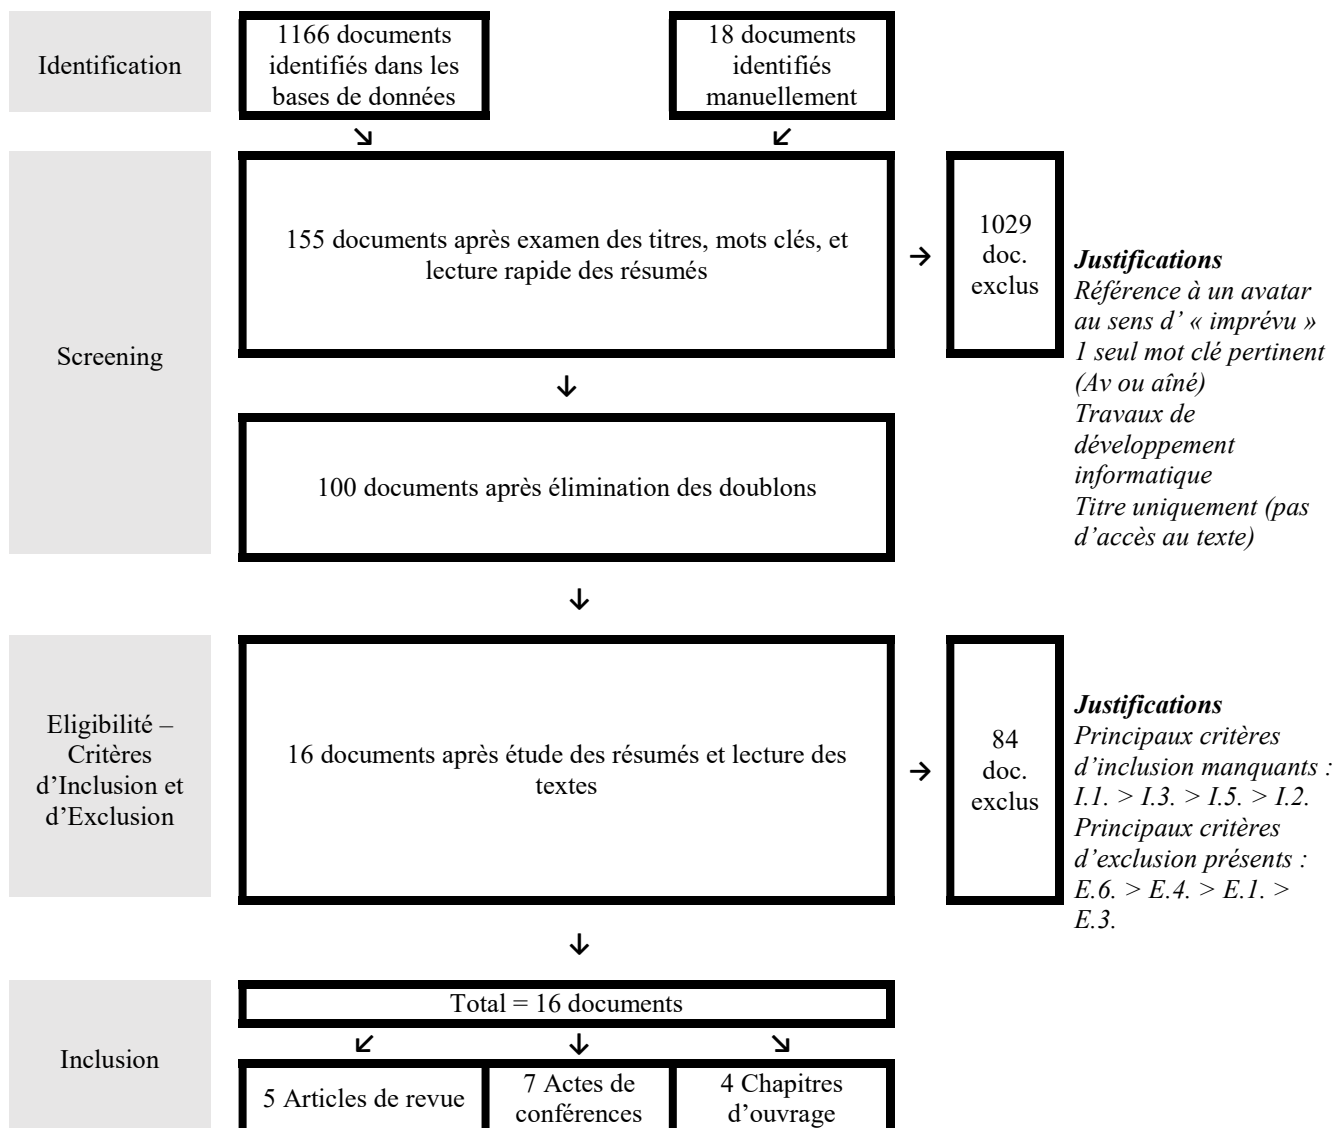 Identification
1166 documents
identifiés dans les
bases de données
18 documents
identifiés
manuellement
↘
↙
Screening
155 documents après examen des titres, mots clés, et
lecture rapide des résumés
→
1029
doc.
exclus
Justifications
Référence à un avatar
au sens d’ « imprévu »
1 seul mot clé pertinent
(Av ou aîné)
Travaux de
développement
informatique
Titre uniquement (pas
d’accès au texte)
↓
100 documents après élimination des doublons
↓
Eligibilité –
Critères
d’Inclusion et
d’Exclusion
16 documents après étude des résumés et lecture des
textes
→
84
doc.
exclus
Justifications
Principaux critères
d’inclusion manquants :
I.1. > I.3. > I.5. > I.2.
Principaux critères
d’exclusion présents :
E.6. > E.4. > E.1. >
E.3.
↓
Inclusion
Total = 16 documents
↙
↓
↘
5 Articles de revue
7 Actes de
conférences
4 Chapitres
d’ouvrage